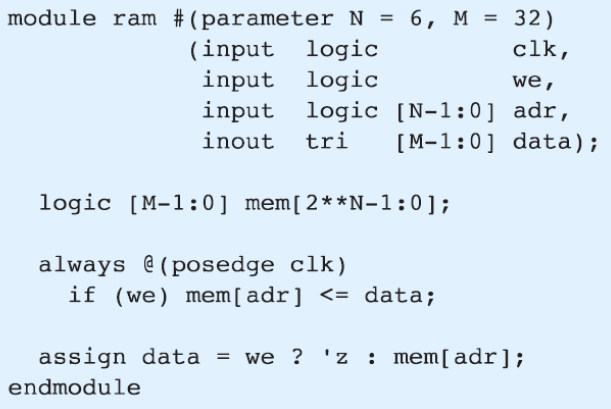 module ram #(parameter N = 6, M = 32)
            (input  logic         clk,
             input  logic         we,
             input  logic [N-1:0] adr,
             inout  tri   [M-1:0] data);
  logic [M-1:0] mem[2**N-1:0];
  always @(posedge clk)
    if (we) mem[adr] <= data;
  assign data = we ? 'z : mem[adr];
endmodule